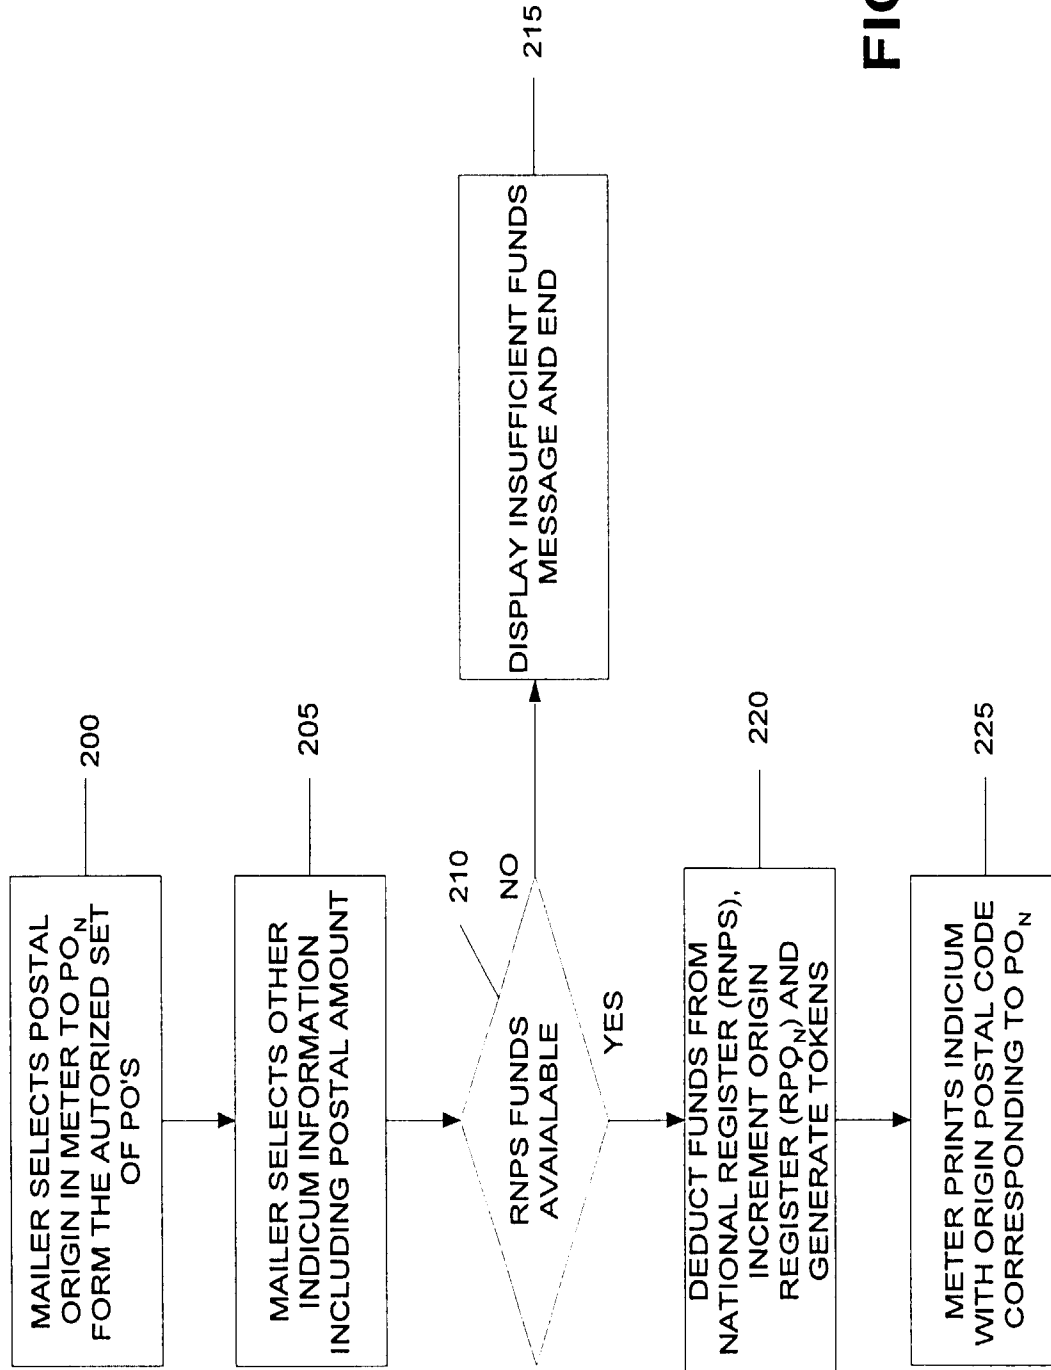 MAILER SELECTS POSTAL
ORIGIN IN METER TO PO_N
FORM THE AUTORIZED SET
OF PO'S
200
MAILER SELECTS OTHER
INDICUM INFORMATION
INCLUDING POSTAL AMOUNT
205
210
RNPS FUNDS
AVAIALABLE
NO
YES
DISPLAY INSUFFICIENT FUNDS
MESSAGE AND END
215
DEDUCT FUNDS FROM
NATIONAL REGISTER (RNPS),
INCREMENT ORIGIN
REGISTER (RPO_N) AND
GENERATE TOKENS
220
METER PRINTS INDICIUM
WITH ORIGIN POSTAL CODE
CORRESPONDING TO PO_N
225